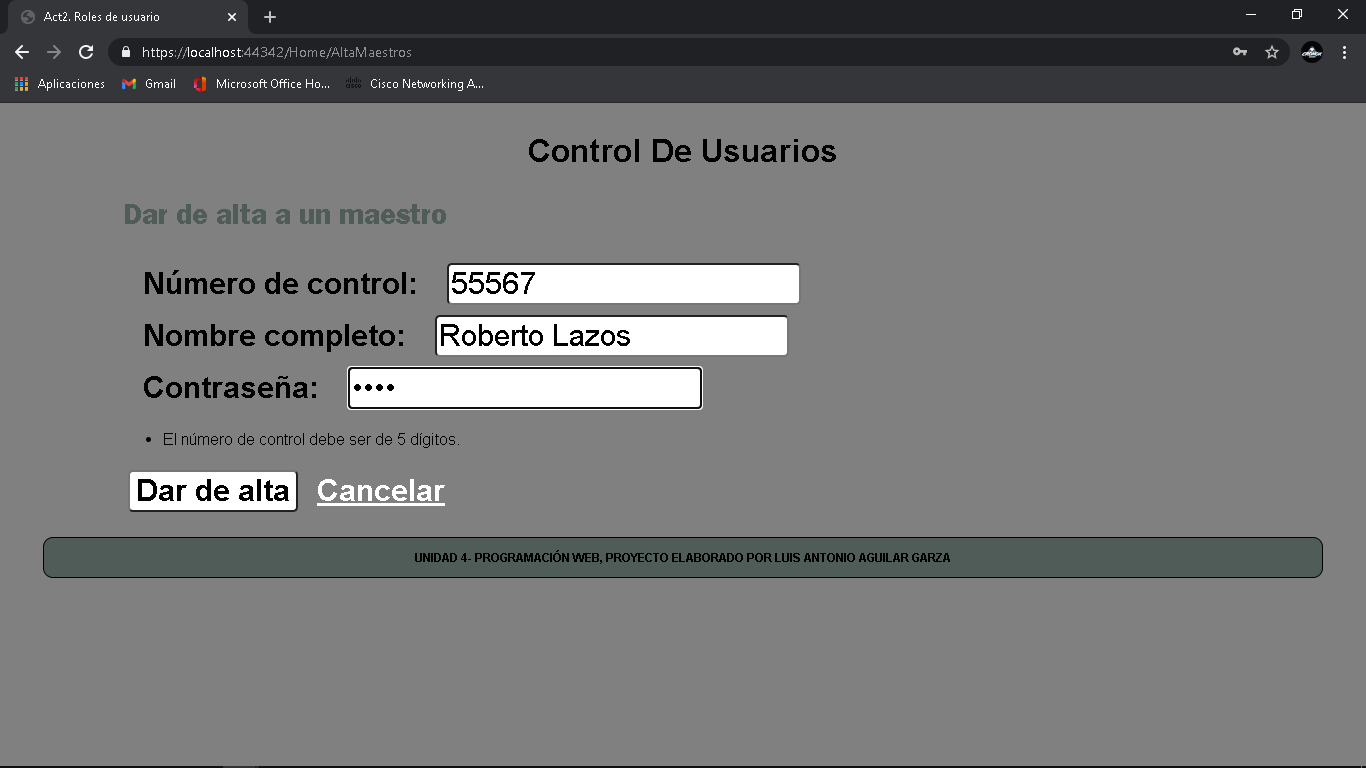 Act2. Roles de usuario
https://localhost:44342/Home/AltaMaestros
Aplicaciones Gmail Microsoft Office Ho... Cisco Networking A...
Control De Usuarios
Dar de alta a un maestro
Número de control: 55567
Nombre completo: Roberto Lazos
Contraseña: ••••
• El número de control debe ser de 5 dígitos.
Dar de alta Cancelar
UNIDAD 4- PROGRAMACIÓN WEB, PROYECTO ELABORADO POR LUIS ANTONIO AGUILAR GARZA